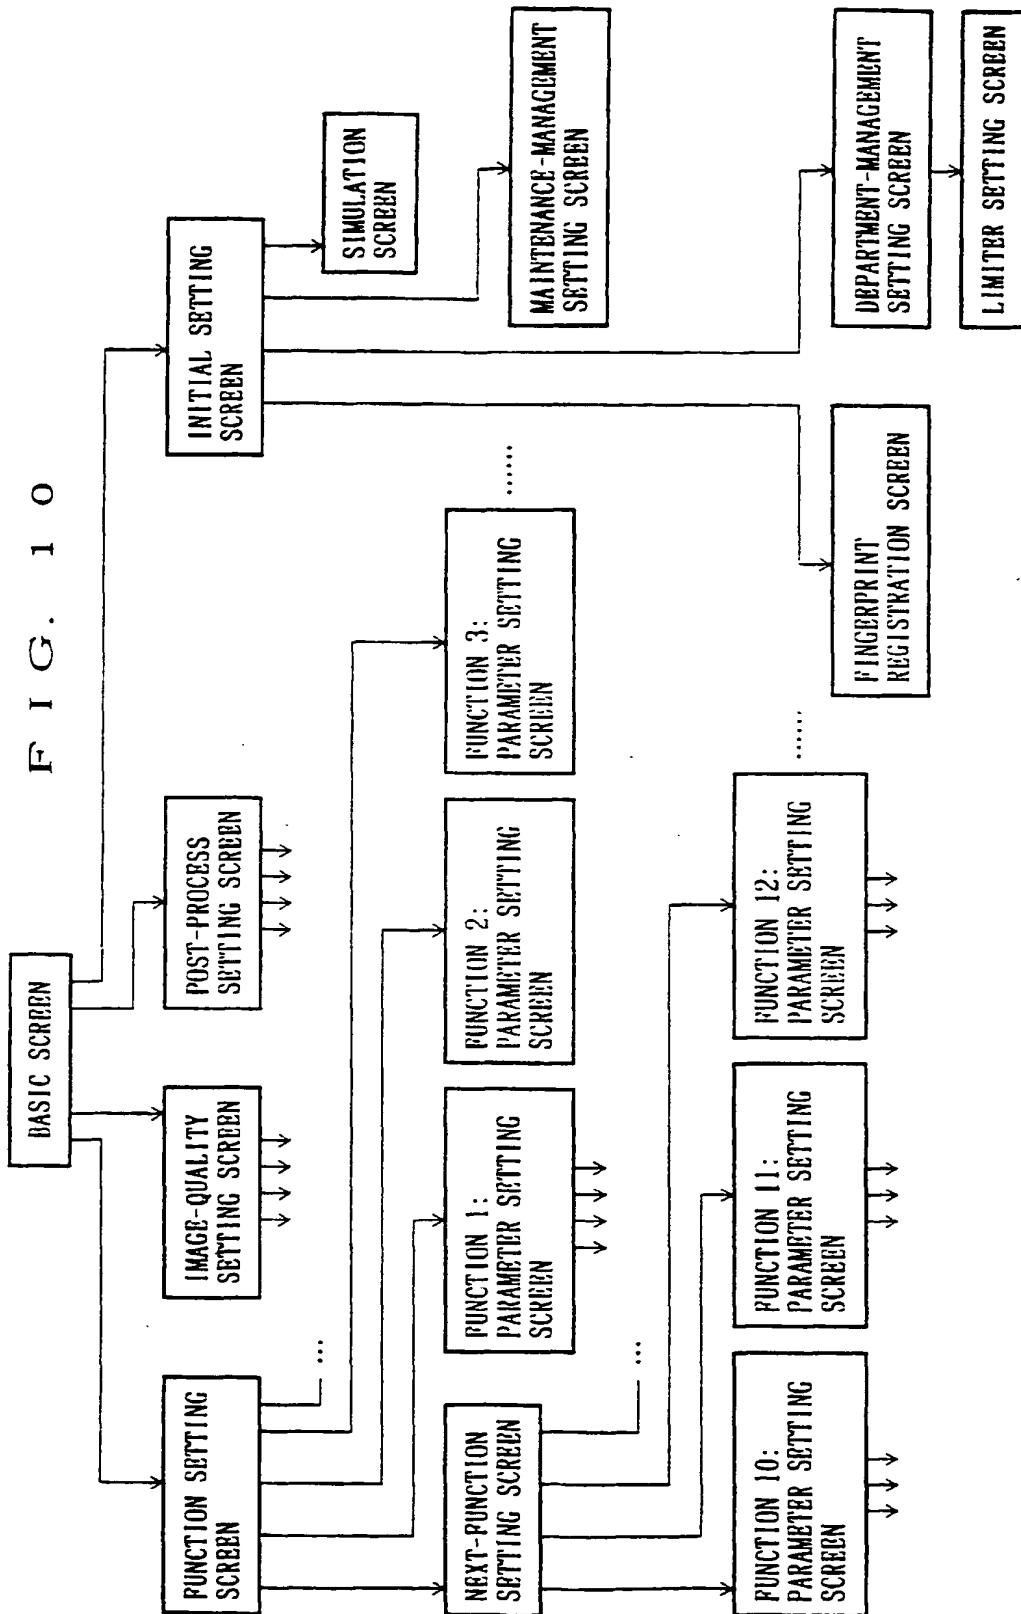 FIG. 10
BASIC SCREEN
FUNCTION SETTING
SCREEN
IMAGE-QUALITY
SETTING SCREEN
POST-PROCESS
SETTING SCREEN
INITIAL SETTING
SCREEN
...
SIMULATION
SCREEN
NEXT-FUNCTION
SETTING SCREEN
FUNCTION 1:
PARAMETER SETTING
SCREEN
FUNCTION 2:
PARAMETER SETTING
SCREEN
FUNCTION 3:
PARAMETER SETTING
SCREEN
......
MAINTENANCE-MANAGEMENT
SETTING SCREEN
...
FUNCTION 10:
PARAMETER SETTING
SCREEN
FUNCTION 11:
PARAMETER SETTING
SCREEN
FUNCTION 12:
PARAMETER SETTING
SCREEN
......
FINGERPRINT
REGISTRATION SCREEN
DEPARTMENT-MANAGEMENT
SETTING SCREEN
LIMITER SETTING SCREEN